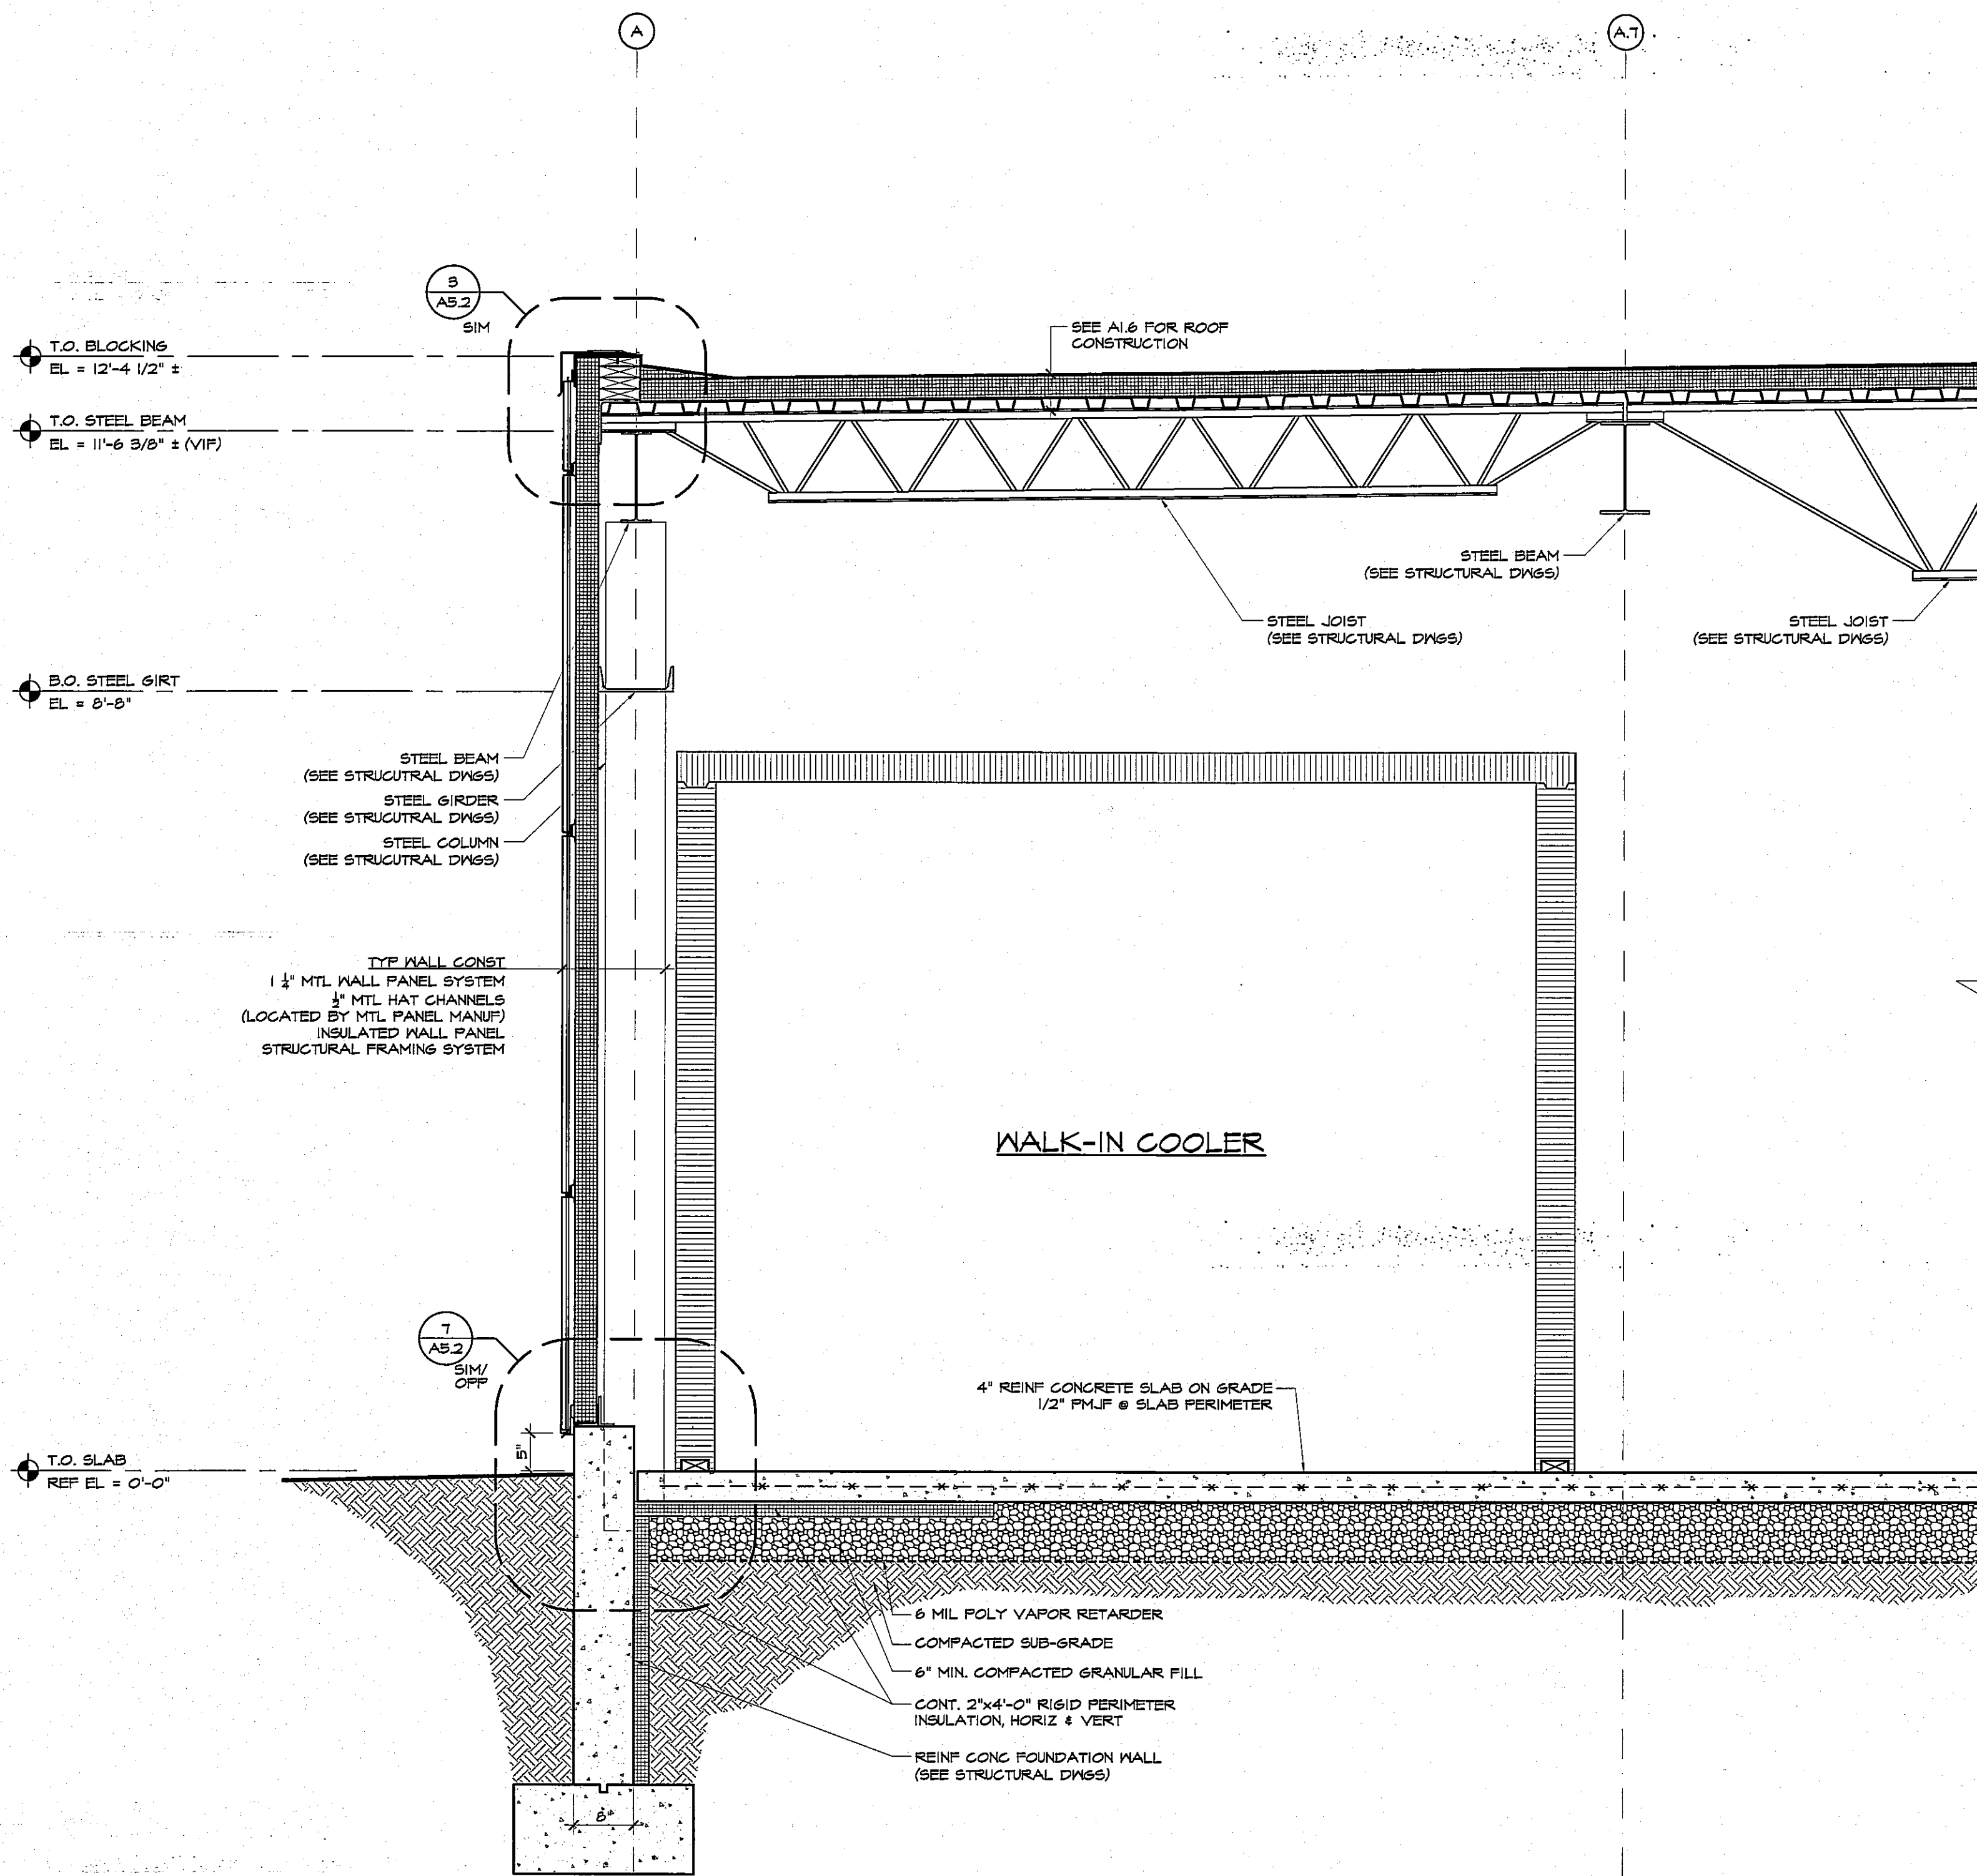 A
A.7
3
A5.2
SIM
SEE A1.6 FOR ROOF
CONSTRUCTION
T.O. BLOCKING
EL = 12'-4 1/2" ±
T.O. STEEL BEAM
EL = 11'-6 3/8" ± (VIF)
STEEL BEAM
(SEE STRUCTURAL DWGS)
STEEL JOIST
(SEE STRUCTURAL DWGS)
STEEL JOIST
(SEE STRUCTURAL DWGS)
B.O. STEEL GIRT
EL = 8'-8"
STEEL BEAM
(SEE STRUCUTRAL DWGS)
STEEL GIRDER
(SEE STRUCUTRAL DWGS)
STEEL COLUMN
(SEE STRUCUTRAL DWGS)
TYP WALL CONST
1 1/4" MTL WALL PANEL SYSTEM
1/2" MTL HAT CHANNELS
(LOCATED BY MTL PANEL MANUF)
INSULATED WALL PANEL
STRUCTURAL FRAMING SYSTEM
WALK-IN COOLER
7
A5.2
SIM/
OPP
4" REINF CONCRETE SLAB ON GRADE
1/2" PMJF @ SLAB PERIMETER
5"
T.O. SLAB
REF EL = 0'-0"
6 MIL POLY VAPOR RETARDER
COMPACTED SUB-GRADE
6" MIN. COMPACTED GRANULAR FILL
CONT. 2"x4'-0" RIGID PERIMETER
INSULATION, HORIZ & VERT
REINF CONC FOUNDATION WALL
(SEE STRUCTURAL DWGS)
8"